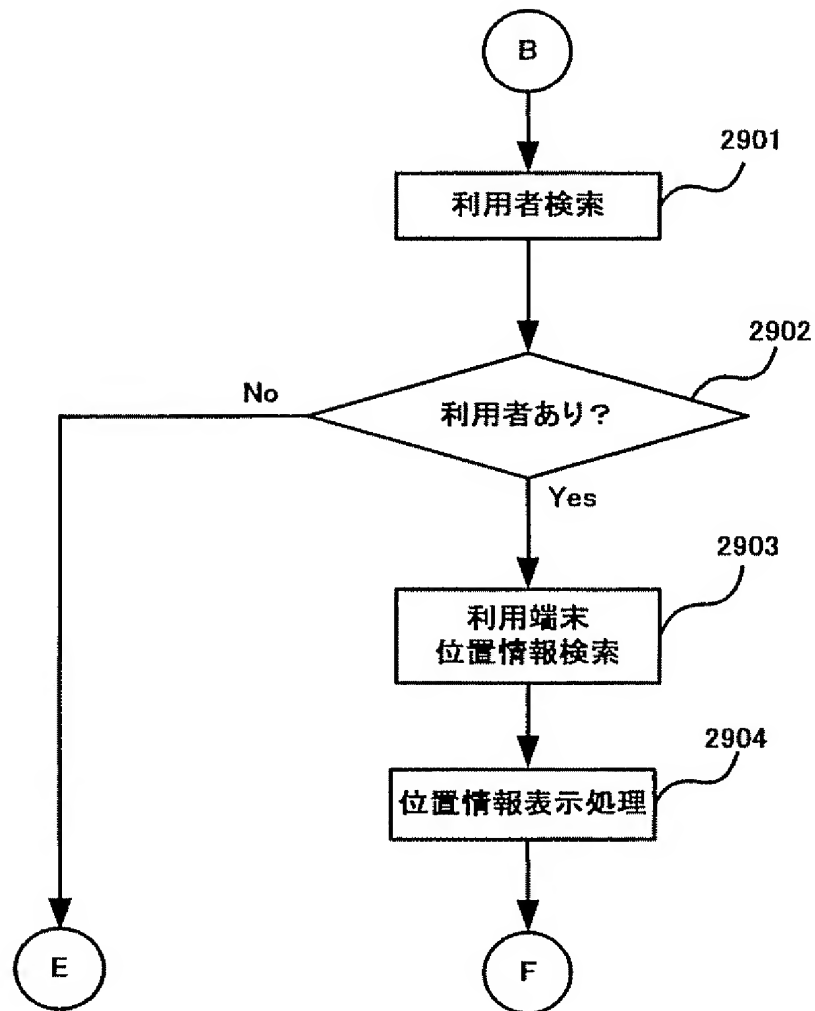 B
2901
利用者検索
2902
No
利用者あり？
Yes
2903
利用端末
位置情報検索
2904
位置情報表示処理
E
F